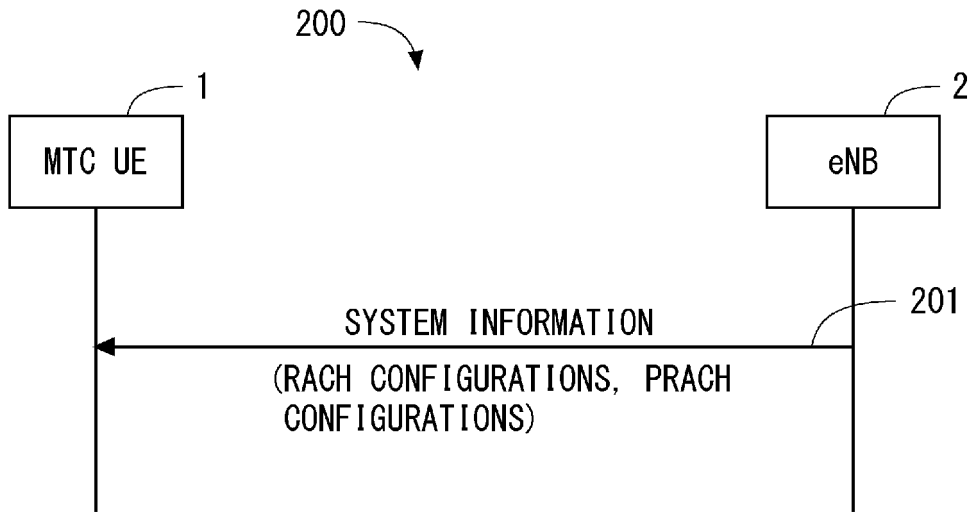 200
1
2
MTC UE
eNB
201
SYSTEM INFORMATION
(RACH CONFIGURATIONS, PRACH
CONFIGURATIONS)